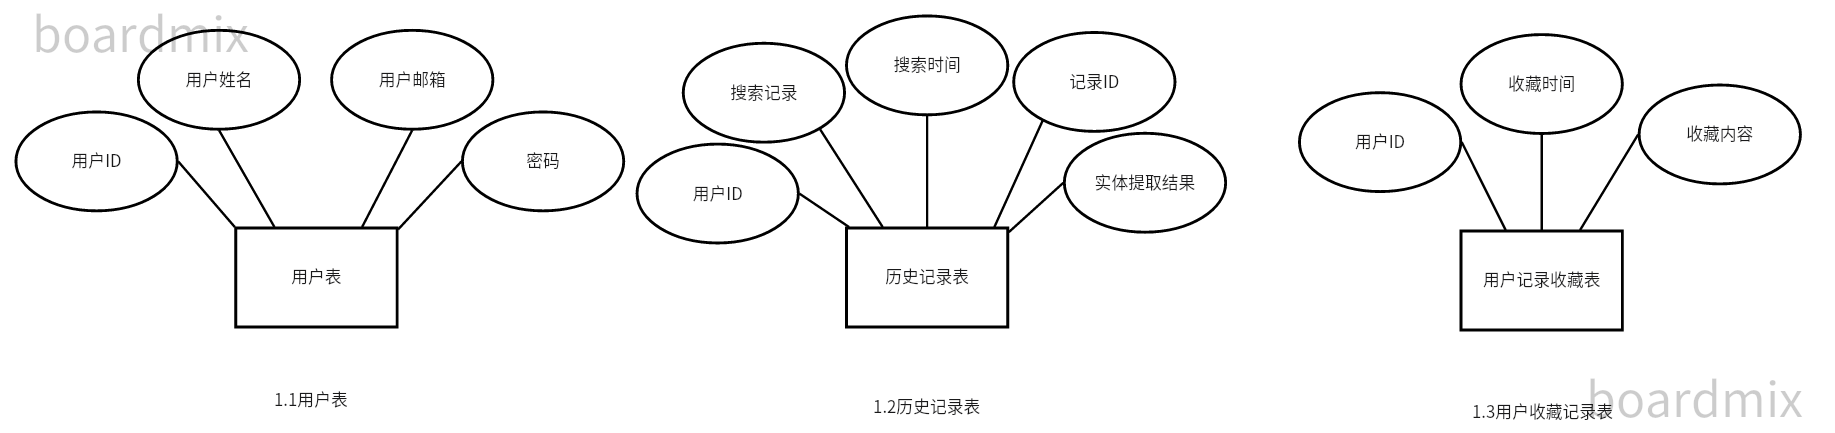 boardmix
用户姓名
用户邮箱
用户ID
密码
用户表
1.1用户表
搜索时间
搜索记录
记录ID
用户ID
实体提取结果
历史记录表
1.2历史记录表
收藏时间
用户ID
收藏内容
用户记录收藏表
1.3用户收藏记录表
boardmix